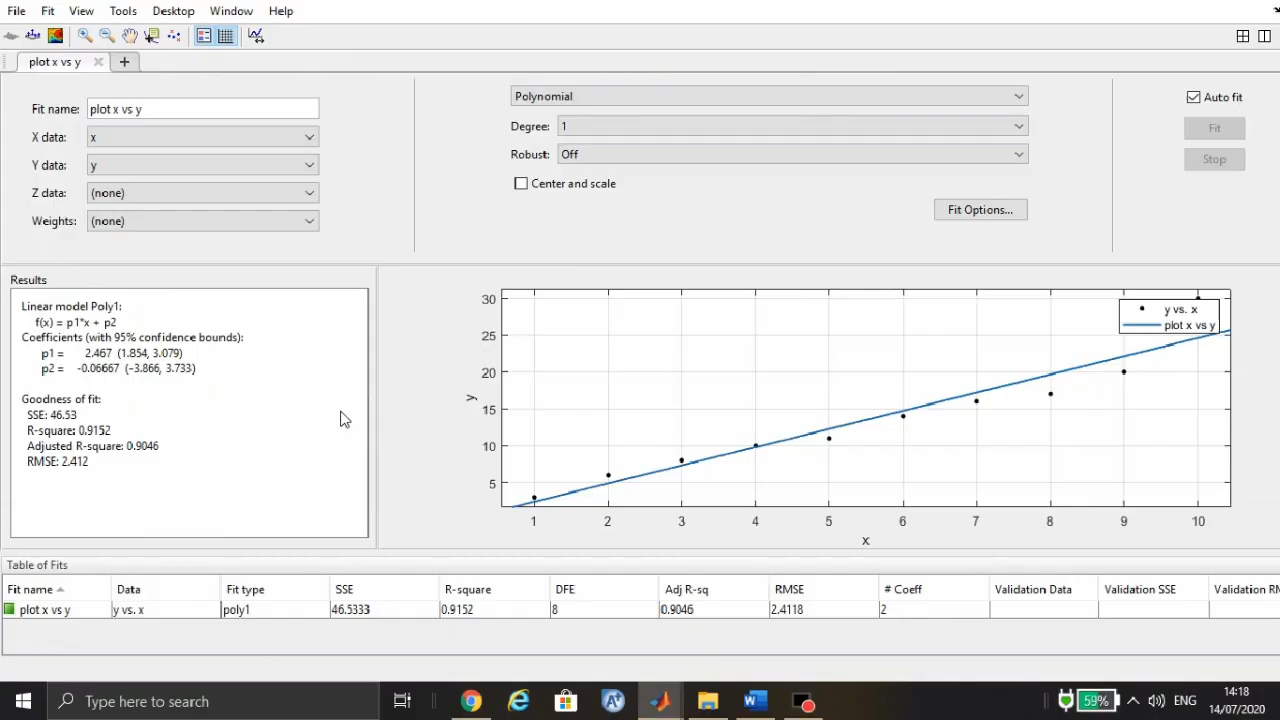 File Fit View Tools Desktop Window Help
plot x vs y
Fit name: plot x vs y
X data: x
Y data: y
Z data: (none)
Weights: (none)
Polynomial
Degree: 1
Robust: Off
Center and scale
Fit Options...
Auto fit
Fit
Stop
Results
Linear model Poly1:
f(x) = p1*x + p2
Coefficients (with 95% confidence bounds):
p1 = 2.467 (1.854, 3.079)
p2 = -0.06667 (-3.866, 3.733)
Goodness of fit:
SSE: 46.53
R-square: 0.9152
Adjusted R-square: 0.9046
RMSE: 2.412
30
25
20
15
10
5
y
1 2 3 4 5 6 7 8 9 10
x
y vs. x
plot x vs y
Table of Fits
Fit name Data Fit type SSE R-square DFE Adj R-sq RMSE # Coeff Validation Data Validation SSE Validation RM
plot x vs y y vs. x poly1 46.5333 0.9152 8 0.9046 2.4118 2
Type here to search
59%
ENG
14:18
14/07/2020